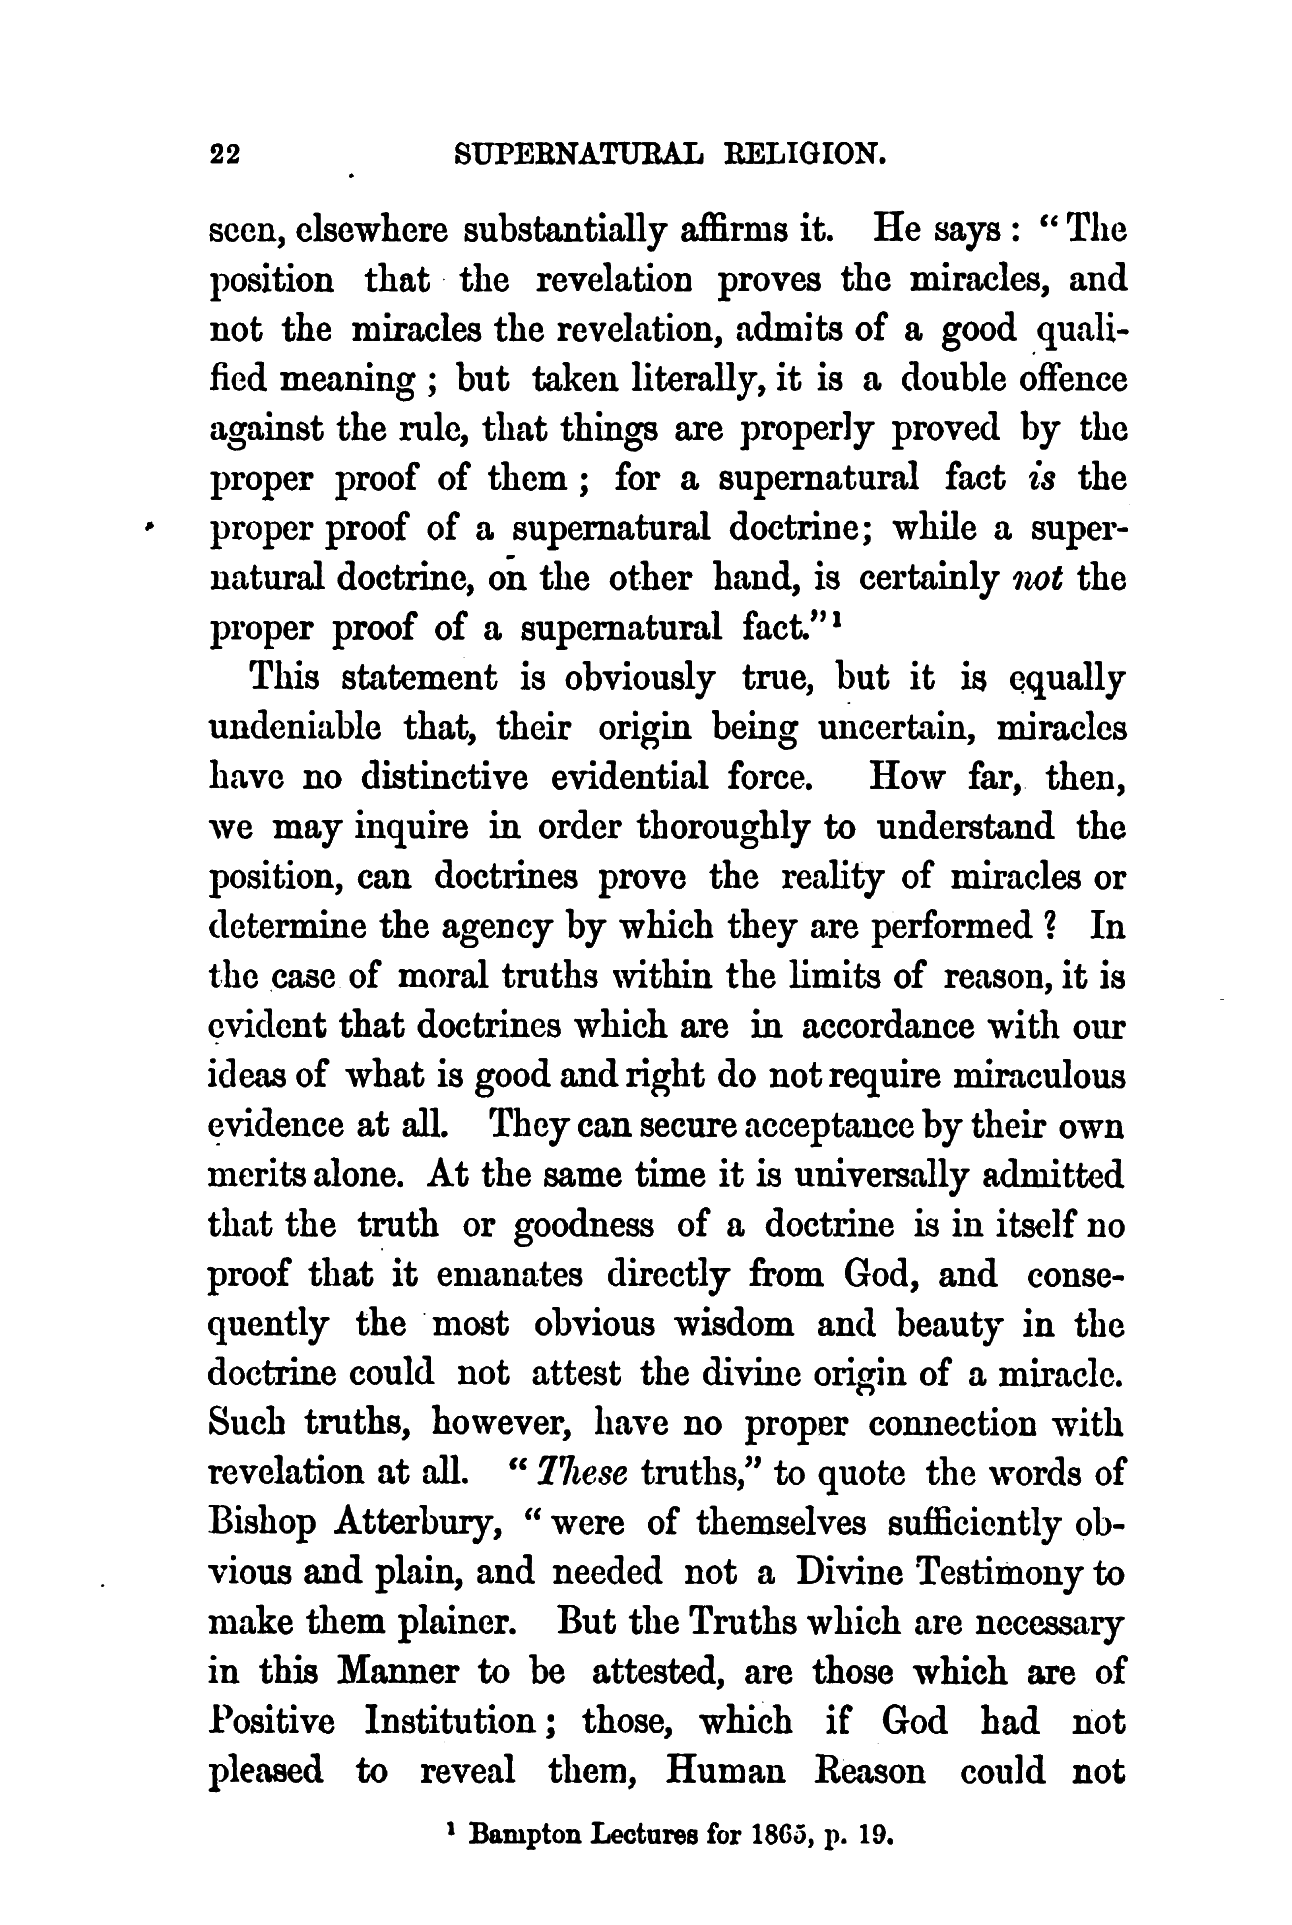 22 SUPERNATURAL RELIGION.
seen, elsewhere substantially affirms it. He says : “ The
position that the revelation proves the miracles, and
not the miracles the revelation, admits of a good quali-
fied meaning ; but taken literally, it is a double offence
against the rule, that things are properly proved by the
proper proof of them ; for a supernatural fact is the
proper proof of a supernatural doctrine; while a super-
natural doctrine, on the other hand, is certainly not the
proper proof of a supernatural fact.” ¹
This statement is obviously true, but it is equally
undeniable that, their origin being uncertain, miracles
have no distinctive evidential force. How far, then,
we may inquire in order thoroughly to understand the
position, can doctrines prove the reality of miracles or
determine the agency by which they are performed ? In
the case of moral truths within the limits of reason, it is
evident that doctrines which are in accordance with our
ideas of what is good and right do not require miraculous
evidence at all. They can secure acceptance by their own
merits alone. At the same time it is universally admitted
that the truth or goodness of a doctrine is in itself no
proof that it emanates directly from God, and conse-
quently the most obvious wisdom and beauty in the
doctrine could not attest the divine origin of a miracle.
Such truths, however, have no proper connection with
revelation at all. “ These truths,” to quote the words of
Bishop Atterbury, “ were of themselves sufficiently ob-
vious and plain, and needed not a Divine Testimony to
make them plainer. But the Truths which are necessary
in this Manner to be attested, are those which are of
Positive Institution ; those, which if God had not
pleased to reveal them, Human Reason could not
¹ Bampton Lectures for 1865, p. 19.